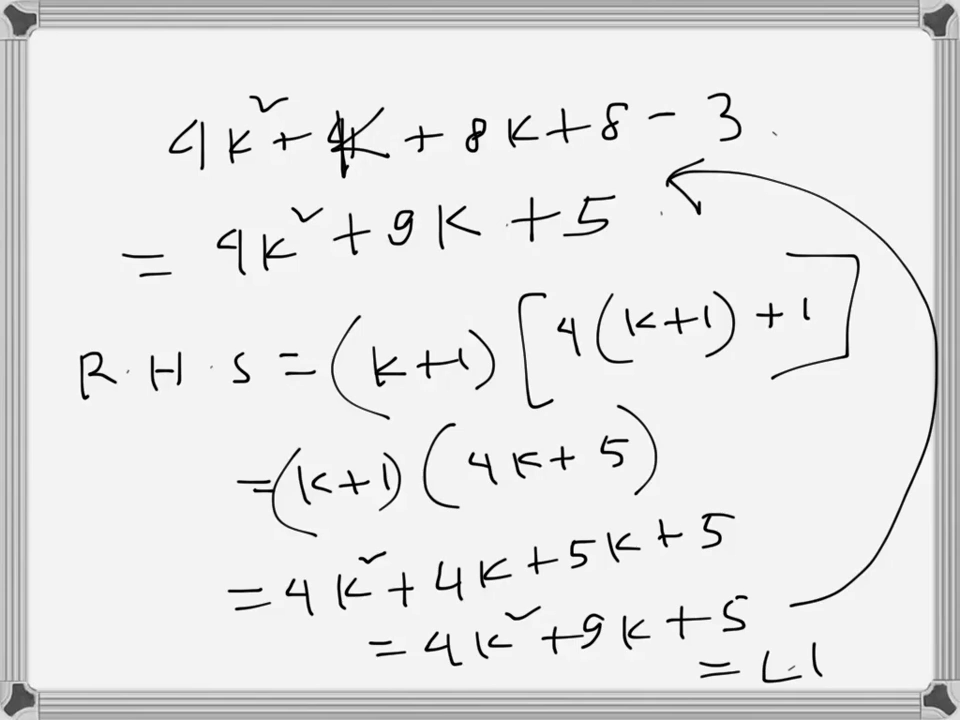 4k² + k + 8k + 8 - 3
= 4k² + 9k + 5
R.H.S = (k+1) [4(k+1) + 1]
= (k+1) (4k + 5)
= 4k² + 4k + 5k + 5
= 4k² + 9k + 5
= L.